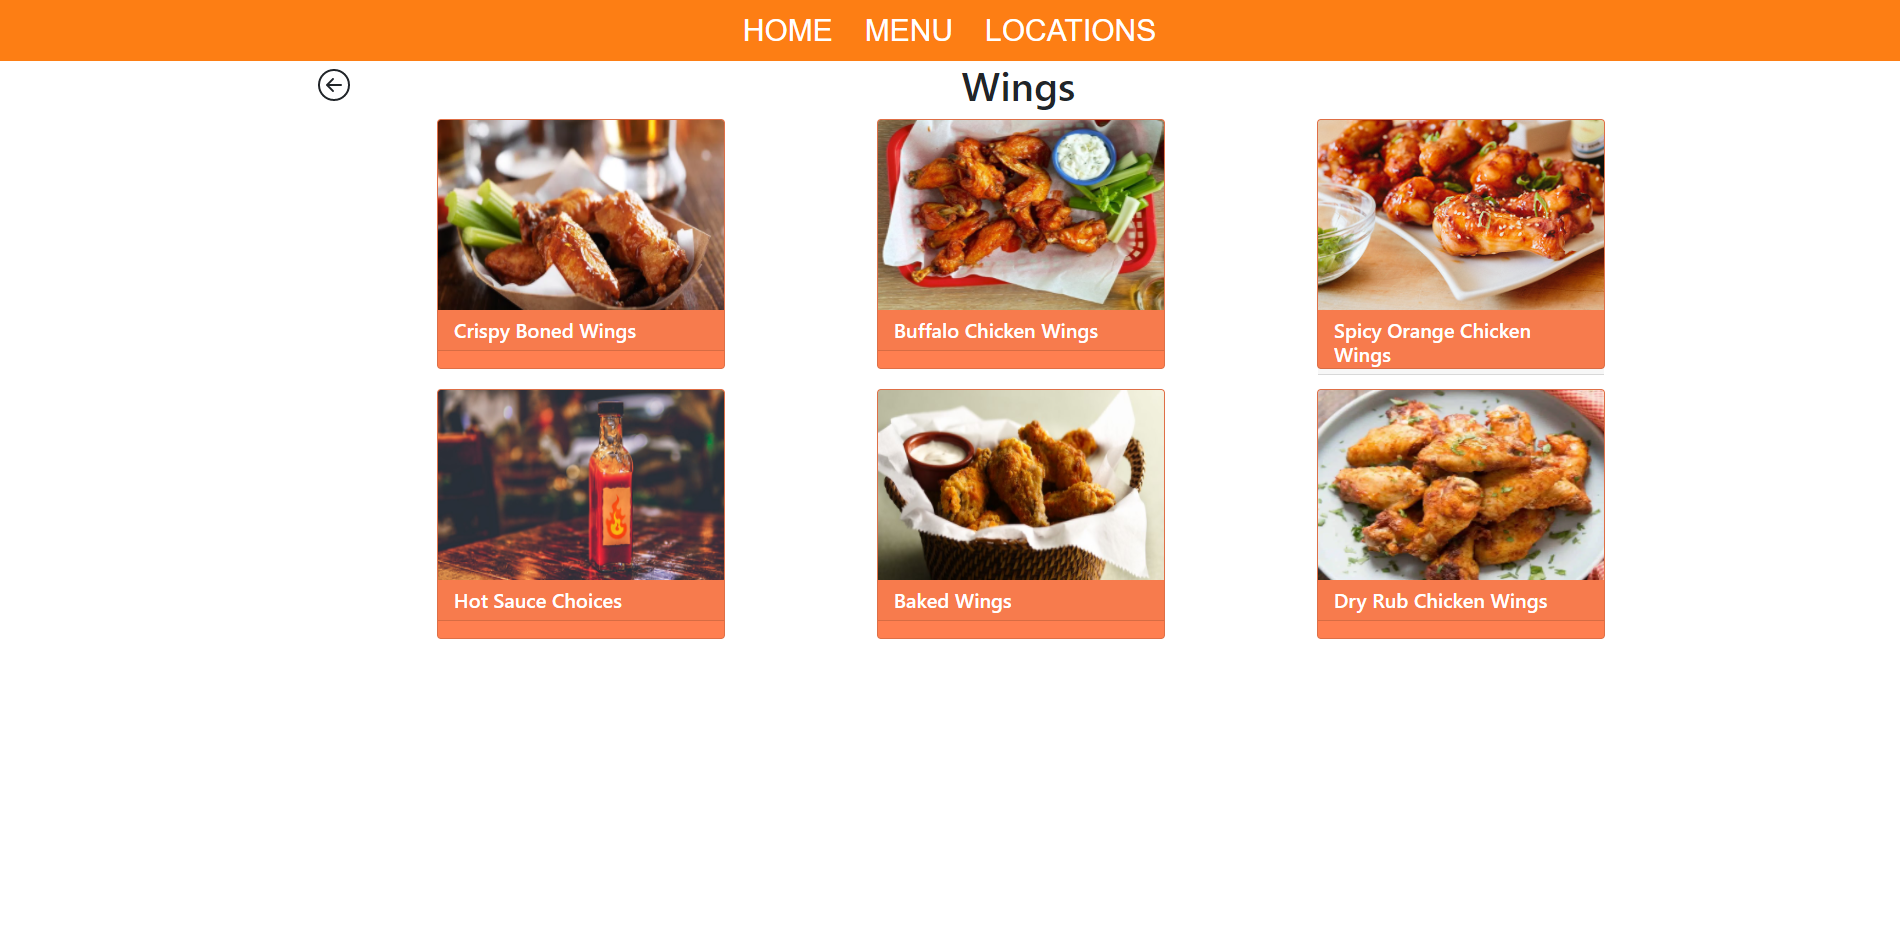 HOME MENU LOCATIONS
Wings
Crispy Boned Wings
Buffalo Chicken Wings
Spicy Orange Chicken
Wings
Hot Sauce Choices
Baked Wings
Dry Rub Chicken Wings